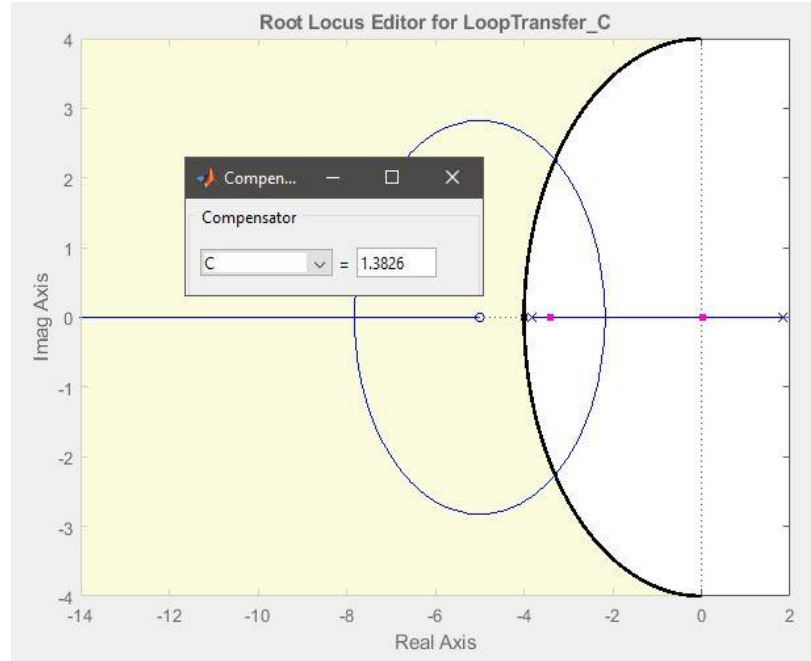 Root Locus Editor for LoopTransfer_C
4
3
2
1
0
-1
-2
-3
-4
Imag Axis
Compen...
Compensator
C = 1.3826
-14 -12 -10 -8 -6 -4 -2 0 2
Real Axis